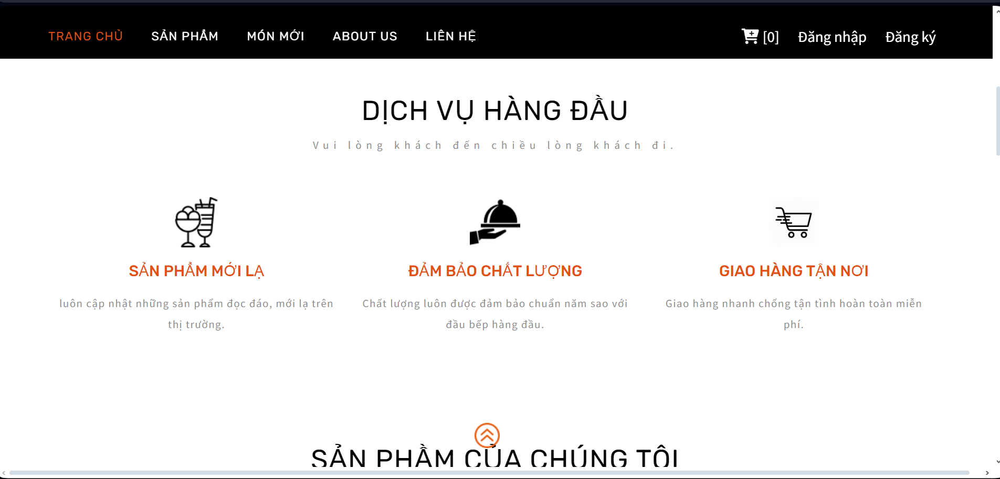 TRANG CHỦ SẢN PHẨM MÓN MỚI ABOUT US LIÊN HỆ [0] Đăng nhập Đăng ký
DỊCH VỤ HÀNG ĐẦU
Vui lòng khách đến chiều lòng khách đi.
SẢN PHẨM MỚI LẠ
luôn cập nhật những sản phẩm đọc đáo, mới lạ trên
thị trường.
ĐẢM BẢO CHẤT LƯỢNG
Chất lượng luôn được đảm bảo chuẩn năm sao với
đầu bếp hàng đầu.
GIAO HÀNG TẬN NƠI
Giao hàng nhanh chống tận tình hoàn toàn miễn
phí.
SẢN PHẦM CỦA CHÚNG TÔI